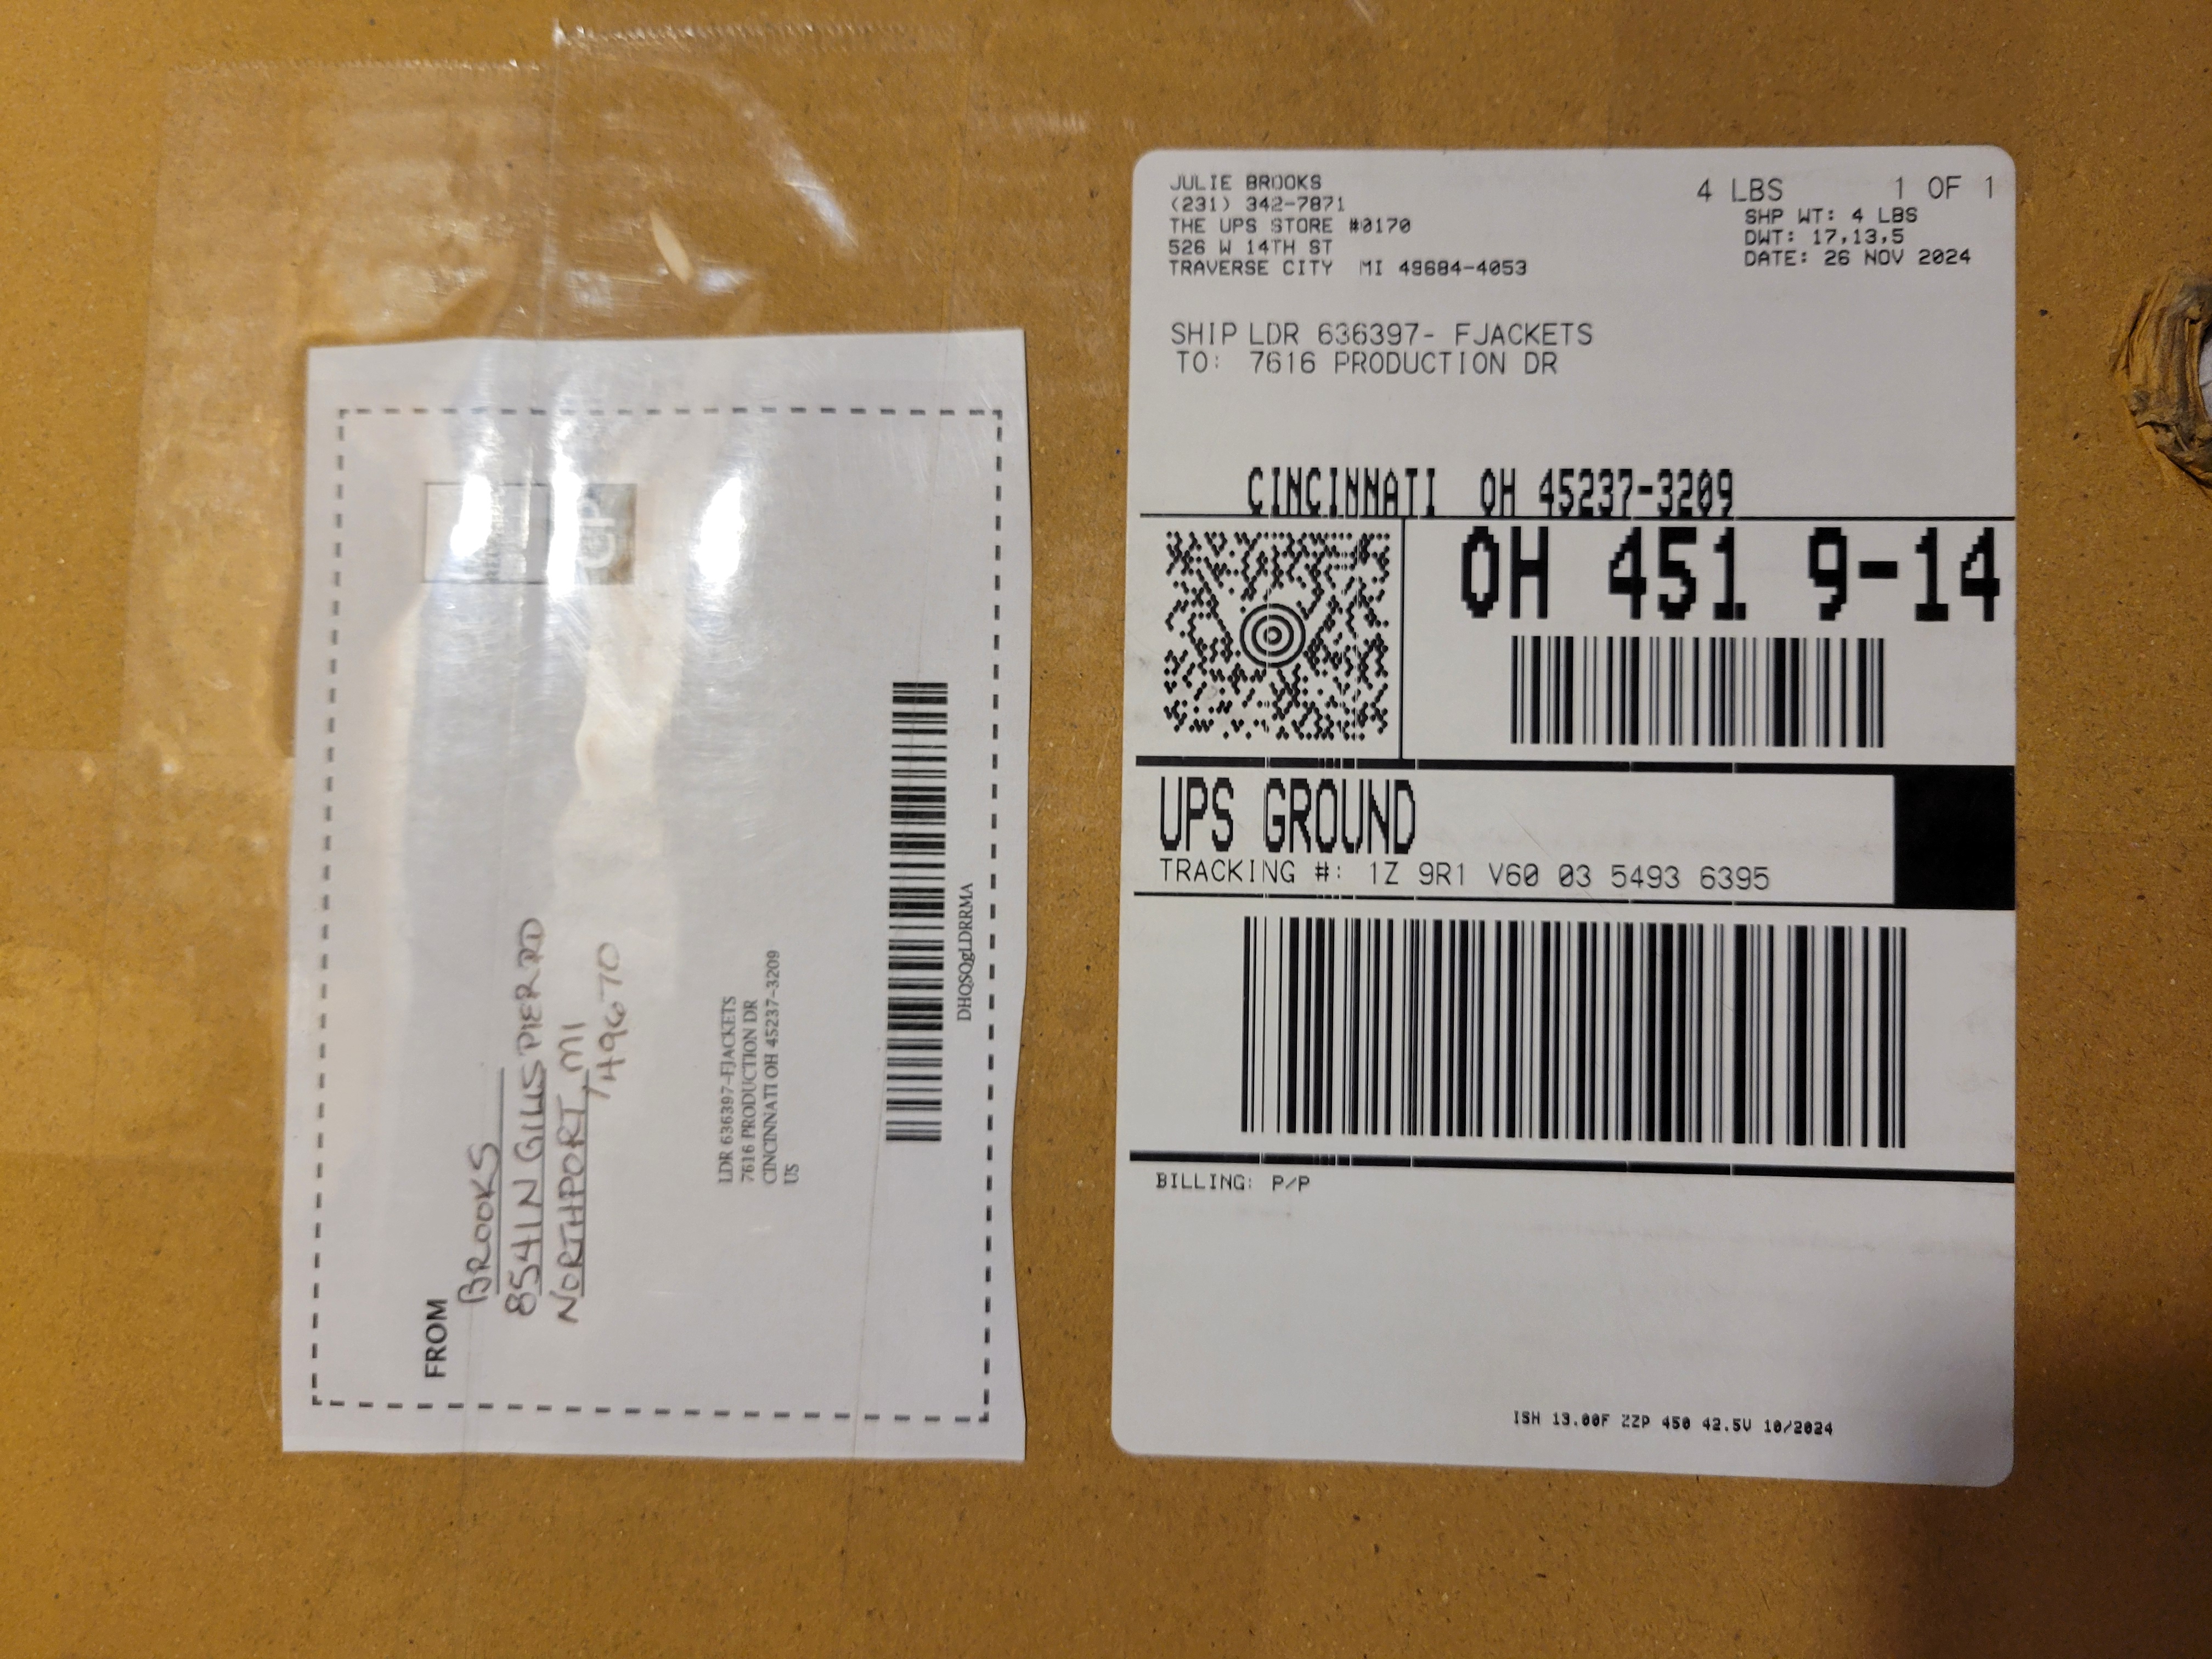 FROM
BROOKS
8541 N GILLS PIER RD
NORTHPORT, MI
49670
LDR 636397-FJACKETS
7616 PRODUCTION DR
CINCINNATI OH 45237-3209
US
DHQSQgLDRRMA
JULIE BROOKS
(231) 342-7871
THE UPS STORE #0170
526 W 14TH ST
TRAVERSE CITY MI 49684-4053
4 LBS 1 OF 1
SHP WT: 4 LBS
DWT: 17,13,5
DATE: 26 NOV 2024
SHIP LDR 636397- FJACKETS
TO: 7616 PRODUCTION DR
CINCINNATI OH 45237-3209
OH 451 9-14
UPS GROUND
TRACKING #: 1Z 9R1 V60 03 5493 6395
BILLING: P/P
ISH 13.00F ZZP 450 42.5V 10/2024